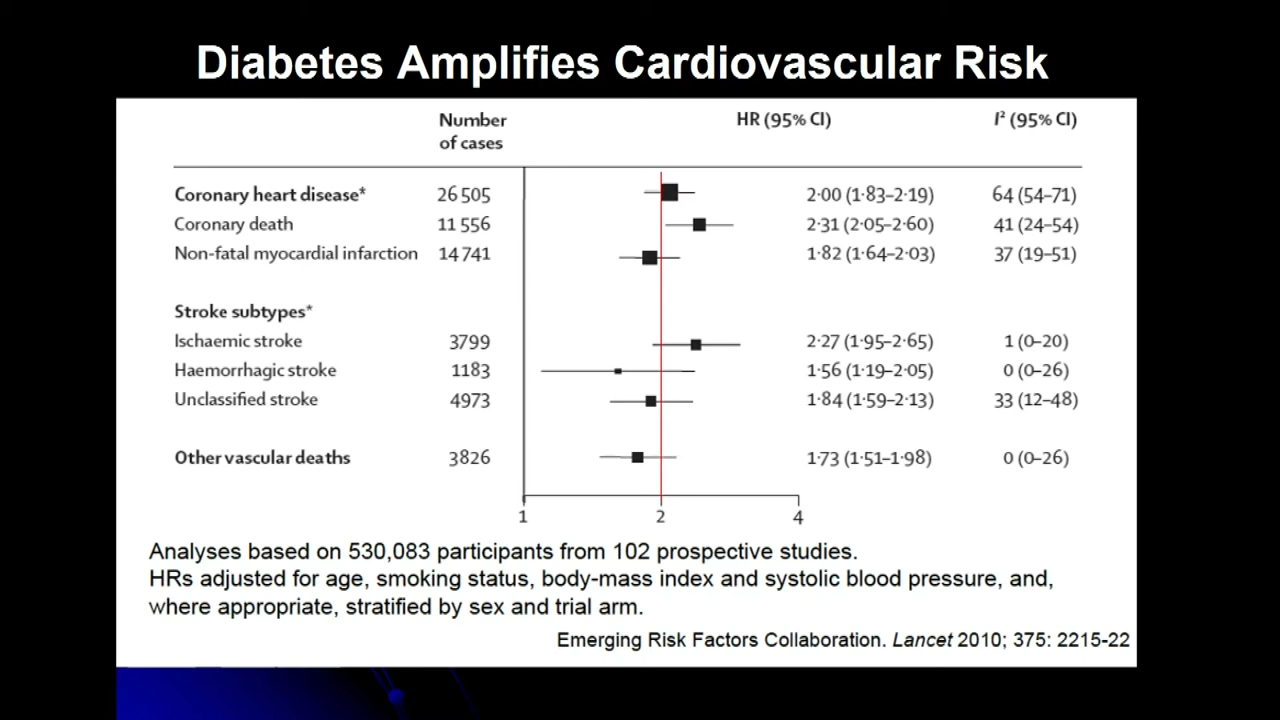 Diabetes Amplifies Cardiovascular Risk
Number of cases HR (95% CI) I² (95% CI)
Coronary heart disease* 26 505 2·00 (1·83–2·19) 64 (54–71)
Coronary death 11 556 2·31 (2·05–2·60) 41 (24–54)
Non-fatal myocardial infarction 14 741 1·82 (1·64–2·03) 37 (19–51)
Stroke subtypes*
Ischaemic stroke 3799 2·27 (1·95–2·65) 1 (0–20)
Haemorrhagic stroke 1183 1·56 (1·19–2·05) 0 (0–26)
Unclassified stroke 4973 1·84 (1·59–2·13) 33 (12–48)
Other vascular deaths 3826 1·73 (1·51–1·98) 0 (0–26)
1 2 4
Analyses based on 530,083 participants from 102 prospective studies.
HRs adjusted for age, smoking status, body-mass index and systolic blood pressure, and,
where appropriate, stratified by sex and trial arm.
Emerging Risk Factors Collaboration. Lancet 2010; 375: 2215-22